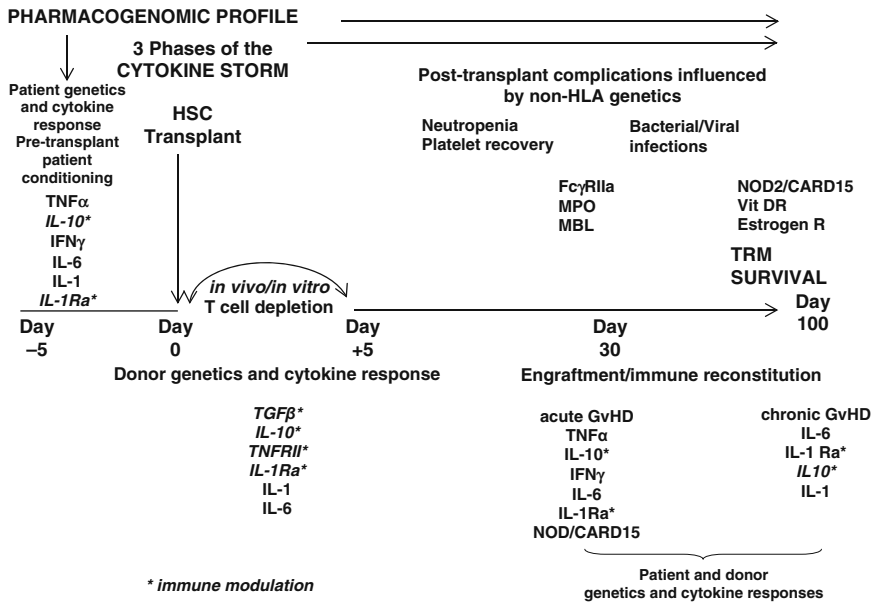 PHARMACOGENOMIC PROFILE
3 Phases of the
CYTOKINE STORM
Patient genetics
and cytokine
response
Pre-transplant
patient
conditioning
TNFα
IL-10*
IFNγ
IL-6
IL-1
IL-1Ra*
HSC
Transplant
Post-transplant complications influenced
by non-HLA genetics
Neutropenia
Platelet recovery
Bacterial/Viral
infections
FcγRIIa
MPO
MBL
NOD2/CARD15
Vit DR
Estrogen R
TRM
SURVIVAL
in vivo/in vitro
T cell depletion
Day
–5
Day
0
Day
+5
Day
30
Day
100
Donor genetics and cytokine response
TGFβ*
IL-10*
TNFRII*
IL-1Ra*
IL-1
IL-6
Engraftment/immune reconstitution
acute GvHD
TNFα
IL-10*
IFNγ
IL-6
IL-1Ra*
NOD/CARD15
chronic GvHD
IL-6
IL-1 Ra*
IL10*
IL-1
Patient and donor
genetics and cytokine responses
* immune modulation